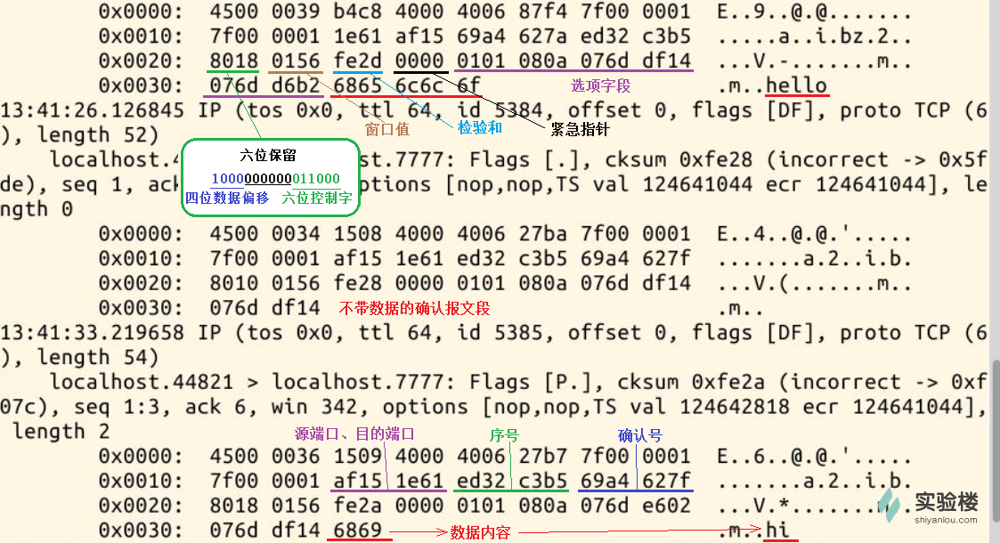 0x0000: 4500 0039 b4c8 4000 4006 87f4 7f00 0001 E..9..@.@.......
0x0010: 7f00 0001 1e61 af15 69a4 627a ed32 c3b5 .....a..i.bz.2..
0x0020: 8018 0156 fe2d 0000 0101 080a 076d df14 ...V.-.......m..
0x0030: 076d d6b2 6865 6c6c 6f 选项字段 .m..hello
13:41:26.126845 IP (tos 0x0, ttl 64, id 5384, offset 0, flags [DF], proto TCP (6
窗口值 检验和 紧急指针
), length 52)
六位保留
localhost.4 st.7777: Flags [.], cksum 0xfe28 (incorrect -> 0x5f
1000000000011000
de), seq 1, ack options [nop,nop,TS val 124641044 ecr 124641044], le
四位数据偏移 六位控制字
ngth 0
0x0000: 4500 0034 1508 4000 4006 27ba 7f00 0001 E..4..@.@.'.....
0x0010: 7f00 0001 af15 1e61 ed32 c3b5 69a4 627f .......a.2..i.b.
0x0020: 8010 0156 fe28 0000 0101 080a 076d df14 ...V.(.......m..
0x0030: 076d df14 不带数据的确认报文段 .m..
13:41:33.219658 IP (tos 0x0, ttl 64, id 5385, offset 0, flags [DF], proto TCP (6
), length 54)
localhost.44821 > localhost.7777: Flags [P.], cksum 0xfe2a (incorrect -> 0xf
07c), seq 1:3, ack 6, win 342, options [nop,nop,TS val 124642818 ecr 124641044],
length 2
源端口、目的端口 序号 确认号
0x0000: 4500 0036 1509 4000 4006 27b7 7f00 0001 E..6..@.@.'.....
0x0010: 7f00 0001 af15 1e61 ed32 c3b5 69a4 627f .......a.2..i.b.
0x0020: 8018 0156 fe2a 0000 0101 080a 076d e602 ...V.*.......
0x0030: 076d df14 6869 数据内容 .m..hi
实验楼
shiyanlou.com